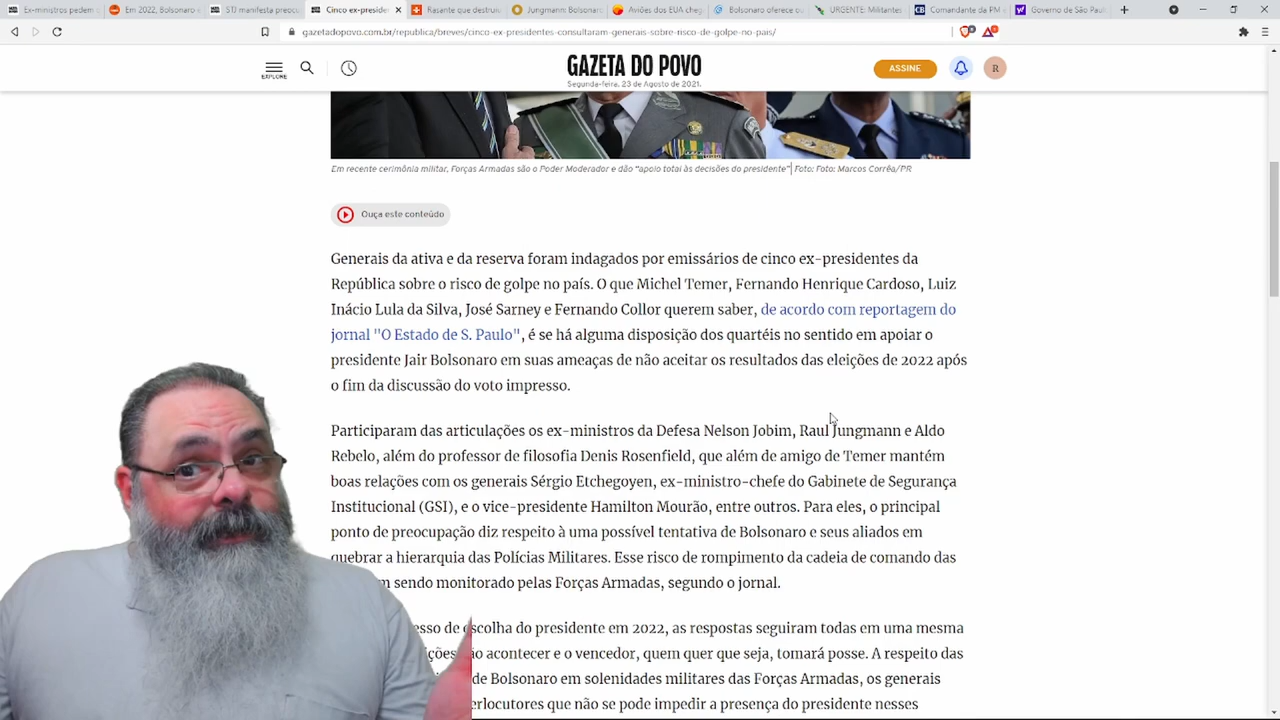 Ex-ministros pedem s
Em 2022, Bolsonaro v
STJ manifesta preocu
Cinco ex-presiden
Rasante que destruiu
Jungmann: Bolsonaro
Aviões dos EUA cheg
Bolsonaro oferece ou
URGENTE: Militantes
Comandante de PM v
Governo de São Paul
gazetadopovo.com.br/republica/breves/cinco-ex-presidentes-consultaram-generais-sobre-risco-de-golpe-no-pais/
EXPLORE
GAZETA DO POVO
Segunda-feira, 23 de Agosto de 2021.
ASSINE
R
Em recente cerimônia militar, Forças Armadas são o Poder Moderador e dão “apoio total às decisões do presidente”| Foto: Foto: Marcos Corrêa/PR
Ouça este conteúdo
Generais da ativa e da reserva foram indagados por emissários de cinco ex-presidentes da
República sobre o risco de golpe no país. O que Michel Temer, Fernando Henrique Cardoso, Luiz
Inácio Lula da Silva, José Sarney e Fernando Collor querem saber, de acordo com reportagem do
jornal "O Estado de S. Paulo", é se há alguma disposição dos quartéis no sentido em apoiar o
presidente Jair Bolsonaro em suas ameaças de não aceitar os resultados das eleições de 2022 após
o fim da discussão do voto impresso.
Participaram das articulações os ex-ministros da Defesa Nelson Jobim, Raul Jungmann e Aldo
Rebelo, além do professor de filosofia Denis Rosenfield, que além de amigo de Temer mantém
boas relações com os generais Sérgio Etchegoyen, ex-ministro-chefe do Gabinete de Segurança
Institucional (GSI), e o vice-presidente Hamilton Mourão, entre outros. Para eles, o principal
ponto de preocupação diz respeito à uma possível tentativa de Bolsonaro e seus aliados em
quebrar a hierarquia das Polícias Militares. Esse risco de rompimento da cadeia de comando das
m sendo monitorado pelas Forças Armadas, segundo o jornal.
esso de escolha do presidente em 2022, as respostas seguiram todas em uma mesma
ições vão acontecer e o vencedor, quem quer que seja, tomará posse. A respeito das
de Bolsonaro em solenidades militares das Forças Armadas, os generais
erlocutores que não se pode impedir a presença do presidente nesses